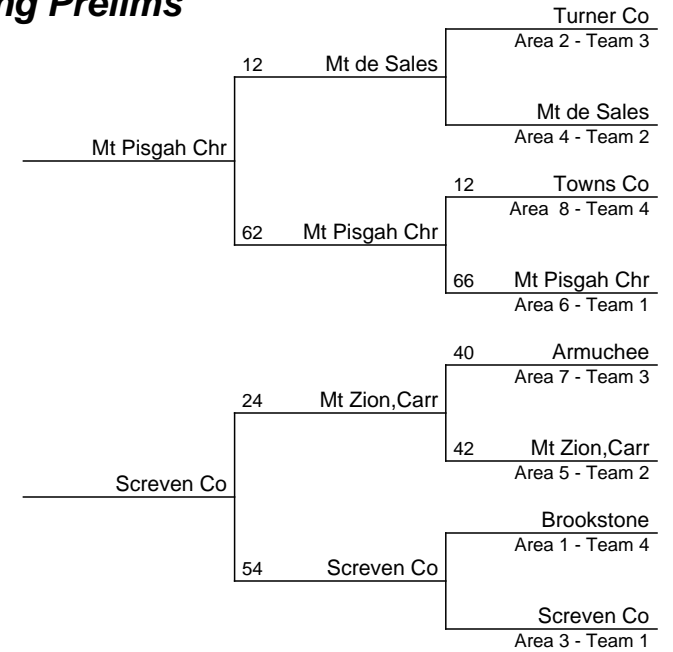 ng Prelims
Turner Co
Area 2 - Team 3
12 Mt de Sales
Mt de Sales
Area 4 - Team 2
Mt Pisgah Chr
12 Towns Co
Area 8 - Team 4
62 Mt Pisgah Chr
66 Mt Pisgah Chr
Area 6 - Team 1
40 Armuchee
Area 7 - Team 3
24 Mt Zion,Carr
42 Mt Zion,Carr
Area 5 - Team 2
Screven Co
Brookstone
Area 1 - Team 4
54 Screven Co
Screven Co
Area 3 - Team 1